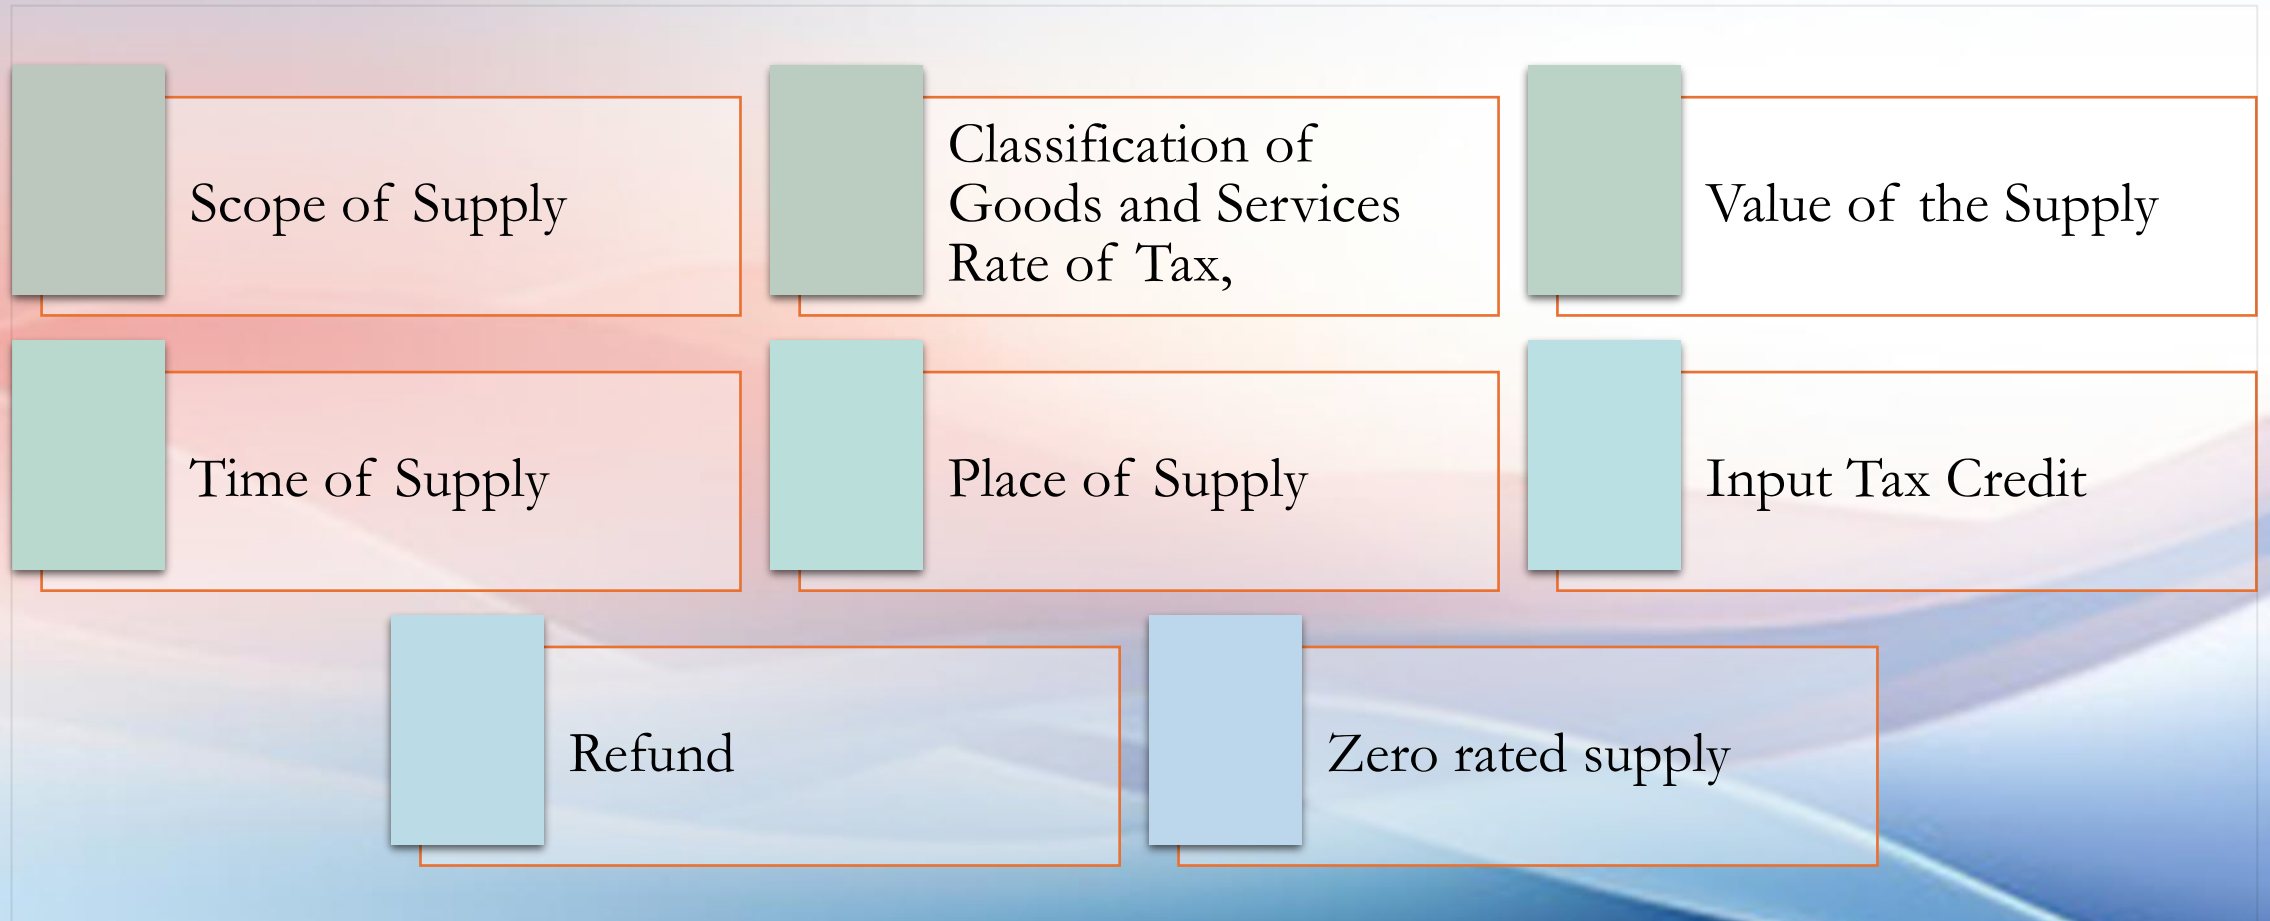 Scope of Supply
Classification of
Goods and Services
Rate of Tax,
Value of the Supply
Time of Supply
Place of Supply
Input Tax Credit
Refund
Zero rated supply